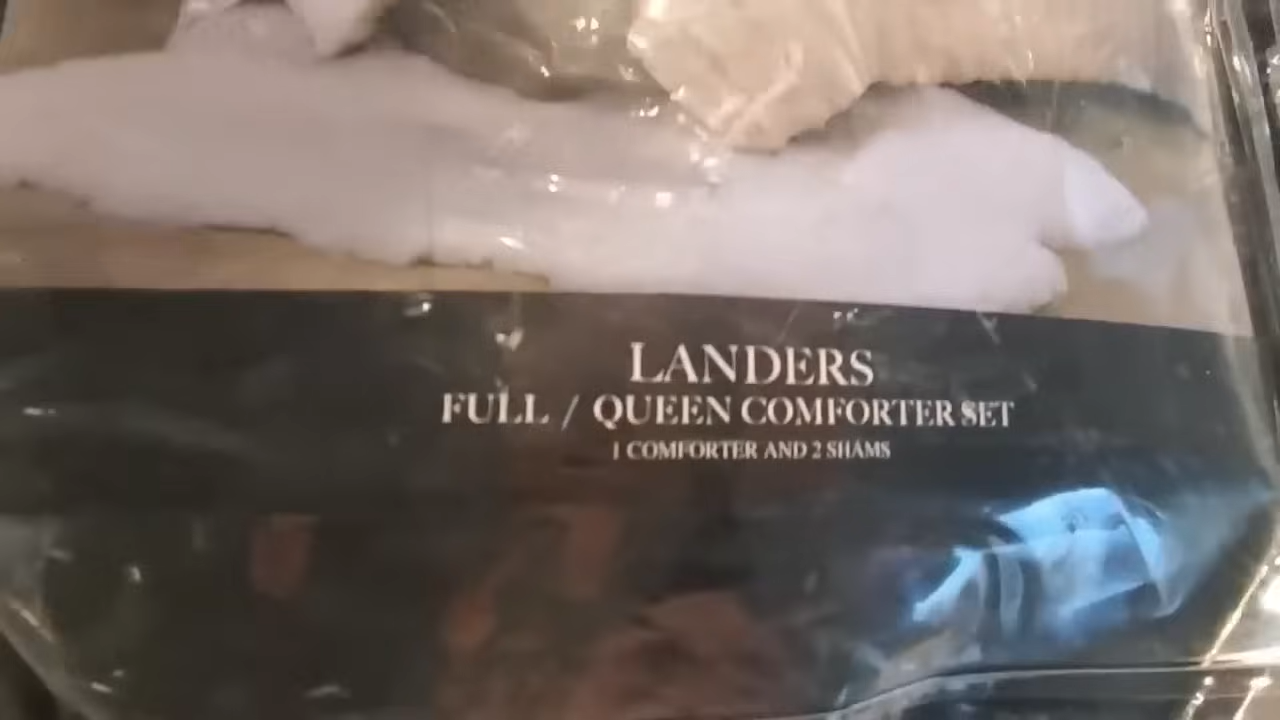 LANDERS
FULL / QUEEN COMFORTER SET
1 COMFORTER AND 2 SHAMS